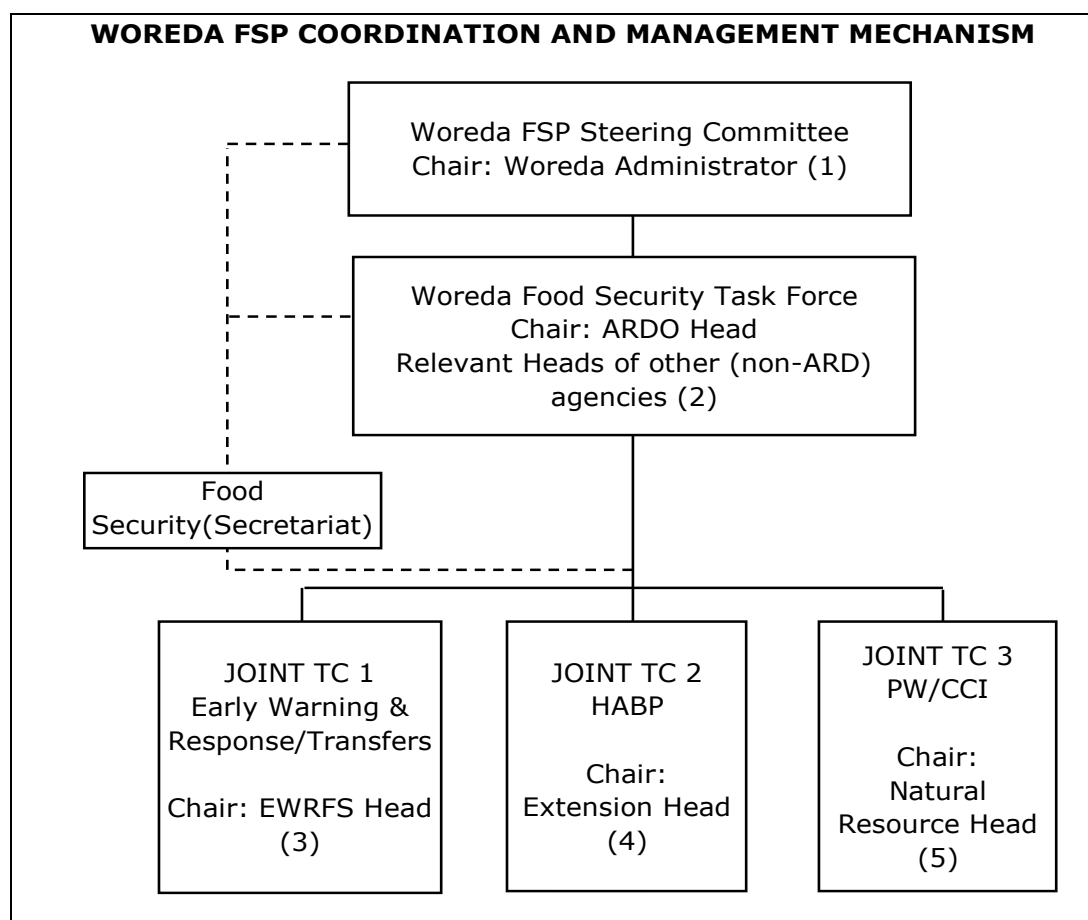 WOREDA FSP COORDINATION AND MANAGEMENT MECHANISM
Woreda FSP Steering Committee
Chair: Woreda Administrator (1)
Woreda Food Security Task Force
Chair: ARDO Head
Relevant Heads of other (non-ARD)
agencies (2)
Food
Security(Secretariat)
JOINT TC 1
Early Warning &
Response/Transfers
Chair: EWRFS Head
(3)
JOINT TC 2
HABP
Chair:
Extension Head
(4)
JOINT TC 3
PW/CCI
Chair:
Natural
Resource Head
(5)